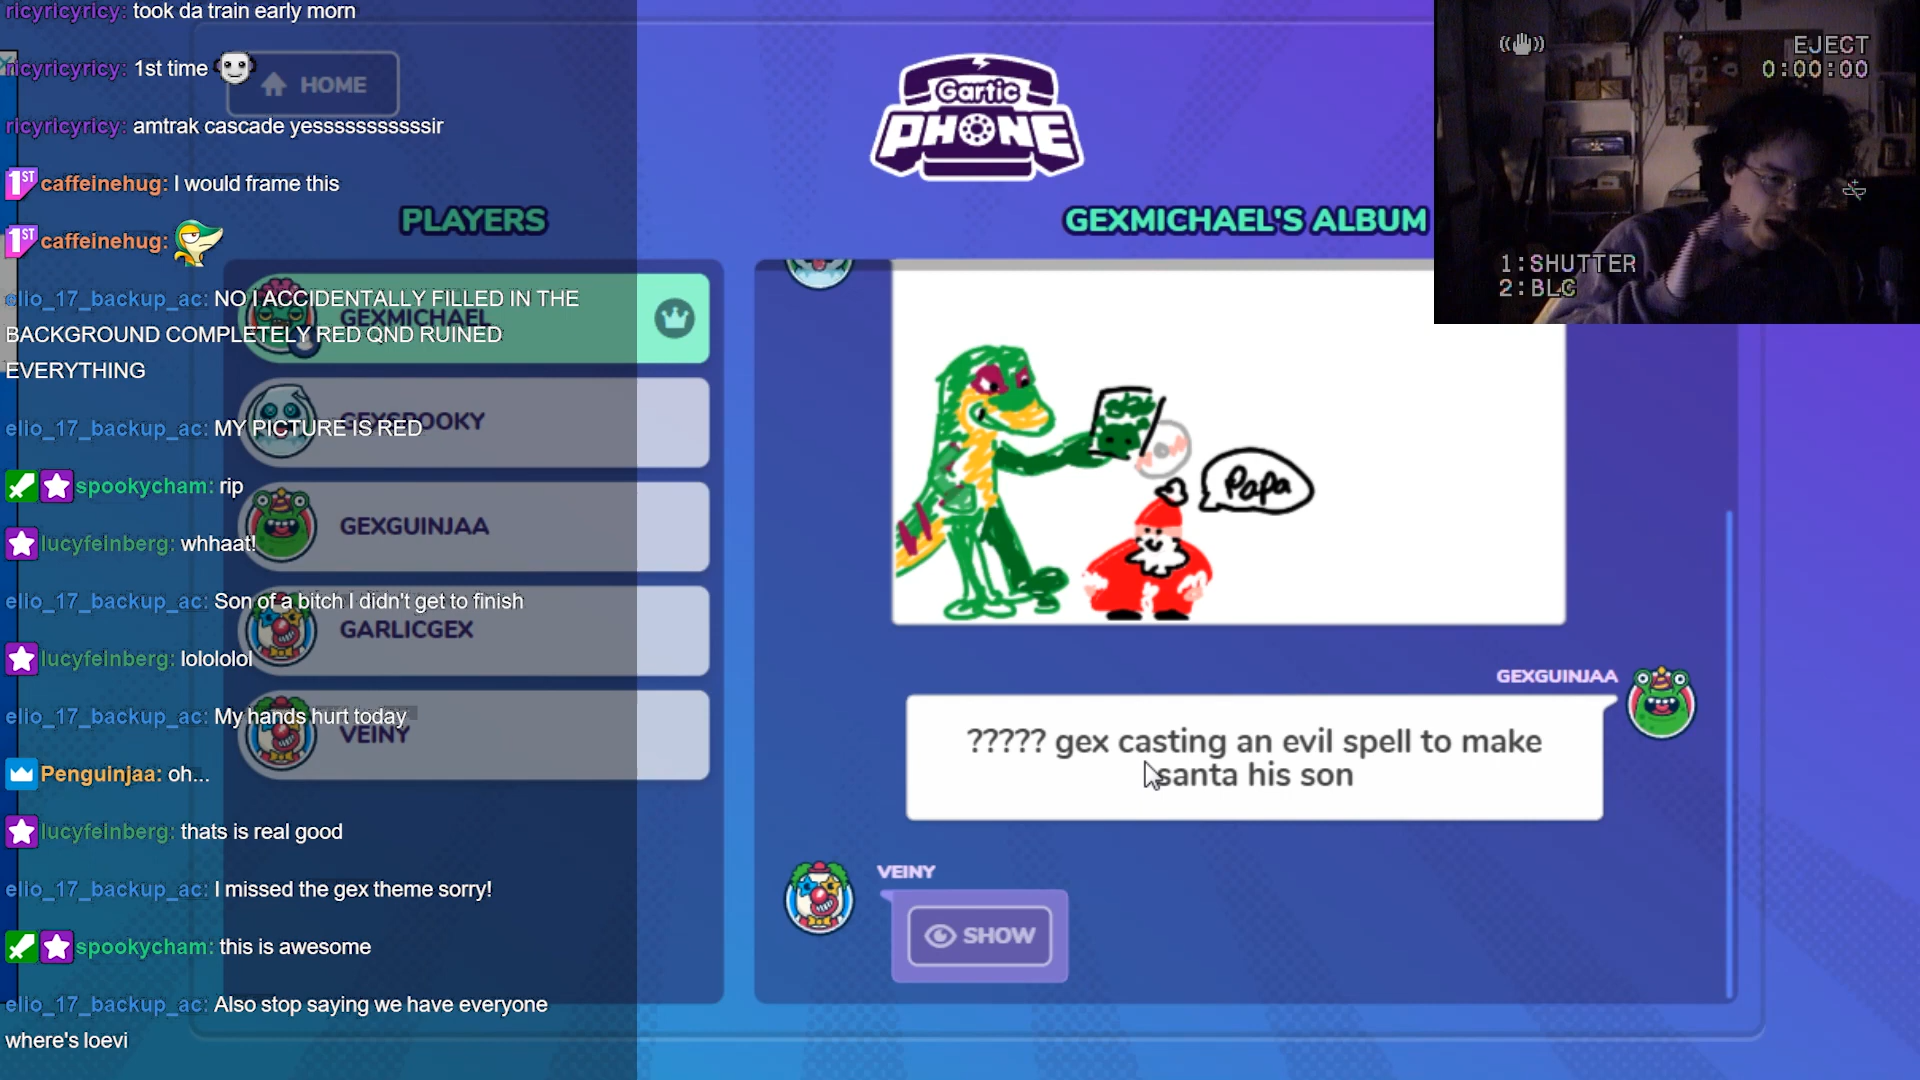 ricyricyricy: took da train early morn
ricyricyricy: 1st time
ricyricyricy: amtrak cascade yesssssssssssir
1ST caffeinehug: I would frame this
1ST caffeinehug:
elio_17_backup_ac: NO I ACCIDENTALLY FILLED IN THE
BACKGROUND COMPLETELY RED QND RUINED
EVERYTHING
elio_17_backup_ac: MY PICTURE IS RED
spookycham: rip
lucyfeinberg: whhaat!
elio_17_backup_ac: Son of a bitch I didn't get to finish
lucyfeinberg: lolololol
elio_17_backup_ac: My hands hurt today
Penguinjaa: oh...
lucyfeinberg: thats is real good
elio_17_backup_ac: I missed the gex theme sorry!
spookycham: this is awesome
elio_17_backup_ac: Also stop saying we have everyone
where's loevi
HOME
PLAYERS
GEXMICHAEL
GEXSPOOKY
GEXGUINJAA
GARLICGEX
VEINY
Gartic
PHONE
GEXMICHAEL'S ALBUM
Papa
GEXGUINJAA
????? gex casting an evil spell to make
santa his son
VEINY
SHOW
EJECT
0:00:00
1:SHUTTER
2:BLC